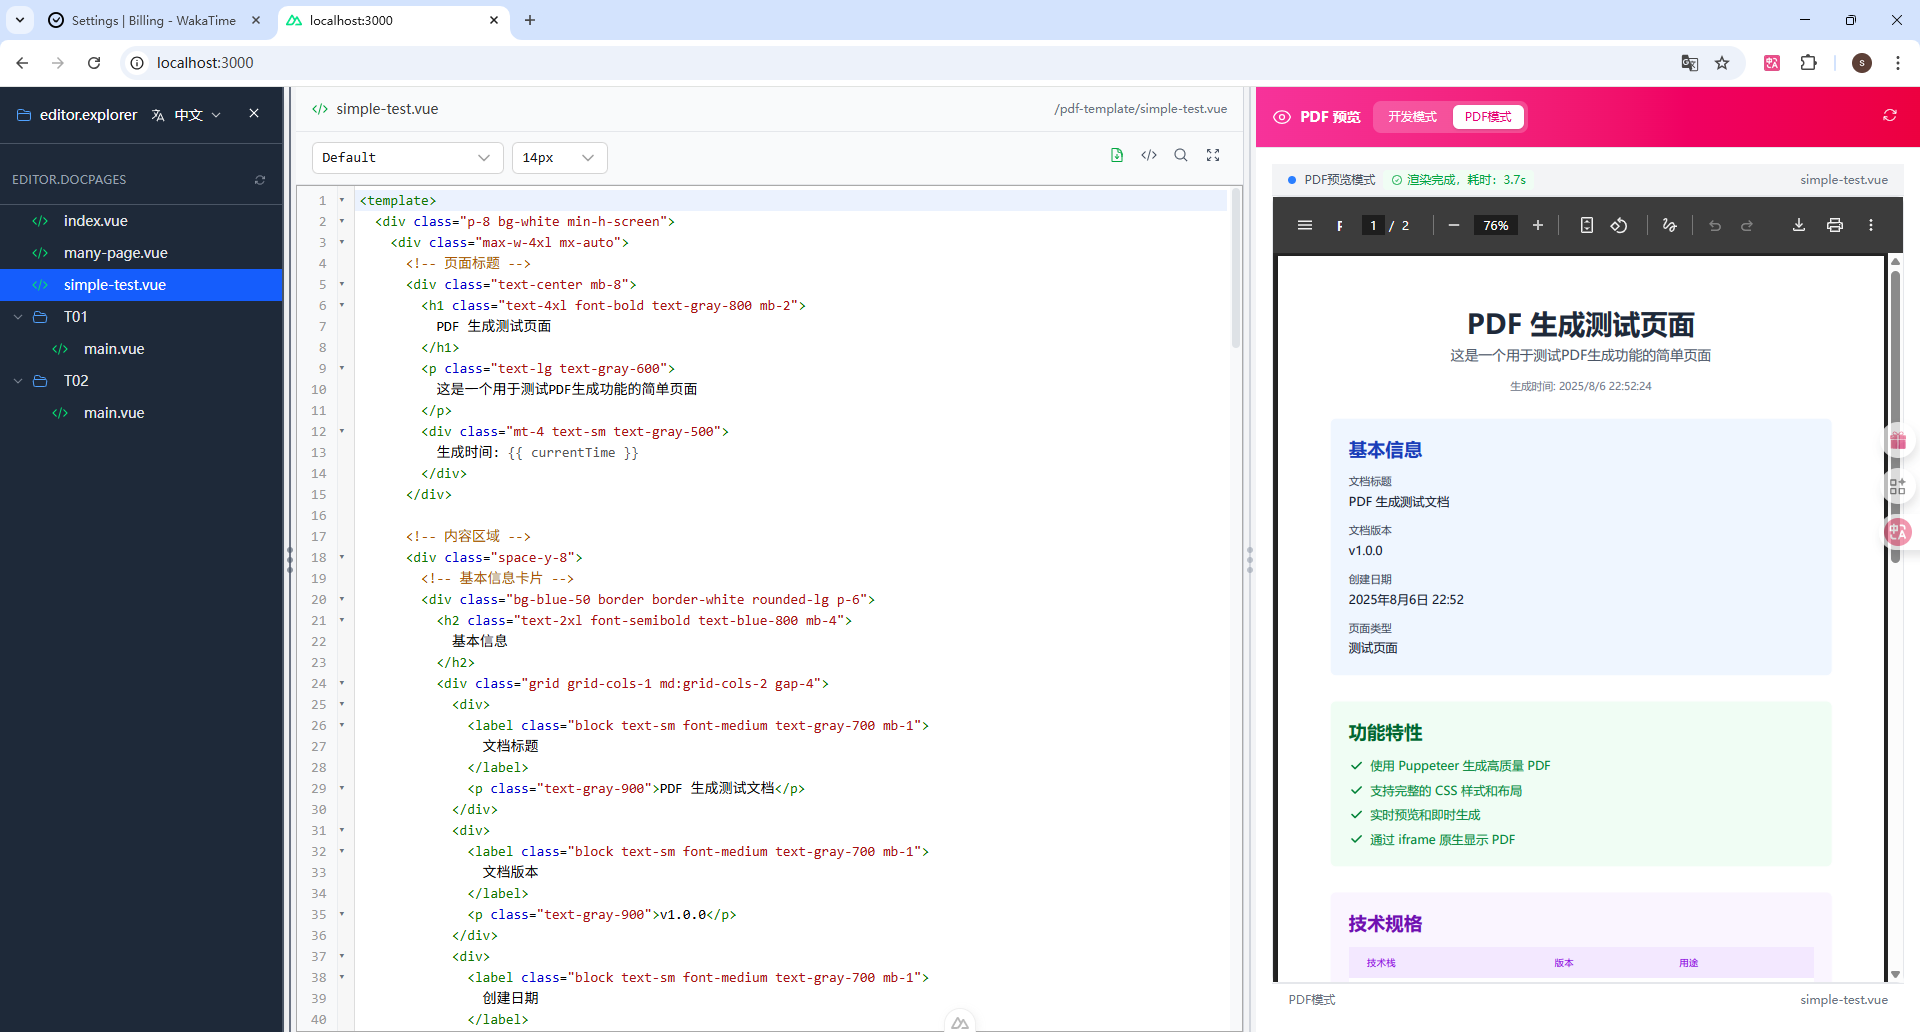 Settings | Billing - WakaTime
localhost:3000
localhost:3000
editor.explorer
中文
EDITOR.DOCPAGES
index.vue
many-page.vue
simple-test.vue
T01
main.vue
T02
main.vue
simple-test.vue
/pdf-template/simple-test.vue
Default
14px
1 <template>
2 <div class="p-8 bg-white min-h-screen">
3 <div class="max-w-4xl mx-auto">
4 <!-- 页面标题 -->
5 <div class="text-center mb-8">
6 <h1 class="text-4xl font-bold text-gray-800 mb-2">
7 PDF 生成测试页面
8 </h1>
9 <p class="text-lg text-gray-600">
10 这是一个用于测试PDF生成功能的简单页面
11 </p>
12 <div class="mt-4 text-sm text-gray-500">
13 生成时间: {{ currentTime }}
14 </div>
15 </div>
16
17 <!-- 内容区域 -->
18 <div class="space-y-8">
19 <!-- 基本信息卡片 -->
20 <div class="bg-blue-50 border border-white rounded-lg p-6">
21 <h2 class="text-2xl font-semibold text-blue-800 mb-4">
22 基本信息
23 </h2>
24 <div class="grid grid-cols-1 md:grid-cols-2 gap-4">
25 <div>
26 <label class="block text-sm font-medium text-gray-700 mb-1">
27 文档标题
28 </label>
29 <p class="text-gray-900">PDF 生成测试文档</p>
30 </div>
31 <div>
32 <label class="block text-sm font-medium text-gray-700 mb-1">
33 文档版本
34 </label>
35 <p class="text-gray-900">v1.0.0</p>
36 </div>
37 <div>
38 <label class="block text-sm font-medium text-gray-700 mb-1">
39 创建日期
40 </label>
PDF 预览
开发模式
PDF模式
PDF预览模式
渲染完成，耗时：3.7s
simple-test.vue
1 / 2
76%
PDF 生成测试页面
这是一个用于测试PDF生成功能的简单页面
生成时间: 2025/8/6 22:52:24
基本信息
文档标题
PDF 生成测试文档
文档版本
v1.0.0
创建日期
2025年8月6日 22:52
页面类型
测试页面
功能特性
使用 Puppeteer 生成高质量 PDF
支持完整的 CSS 样式和布局
实时预览和即时生成
通过 iframe 原生显示 PDF
技术规格
技术栈 版本 用途
PDF模式
simple-test.vue